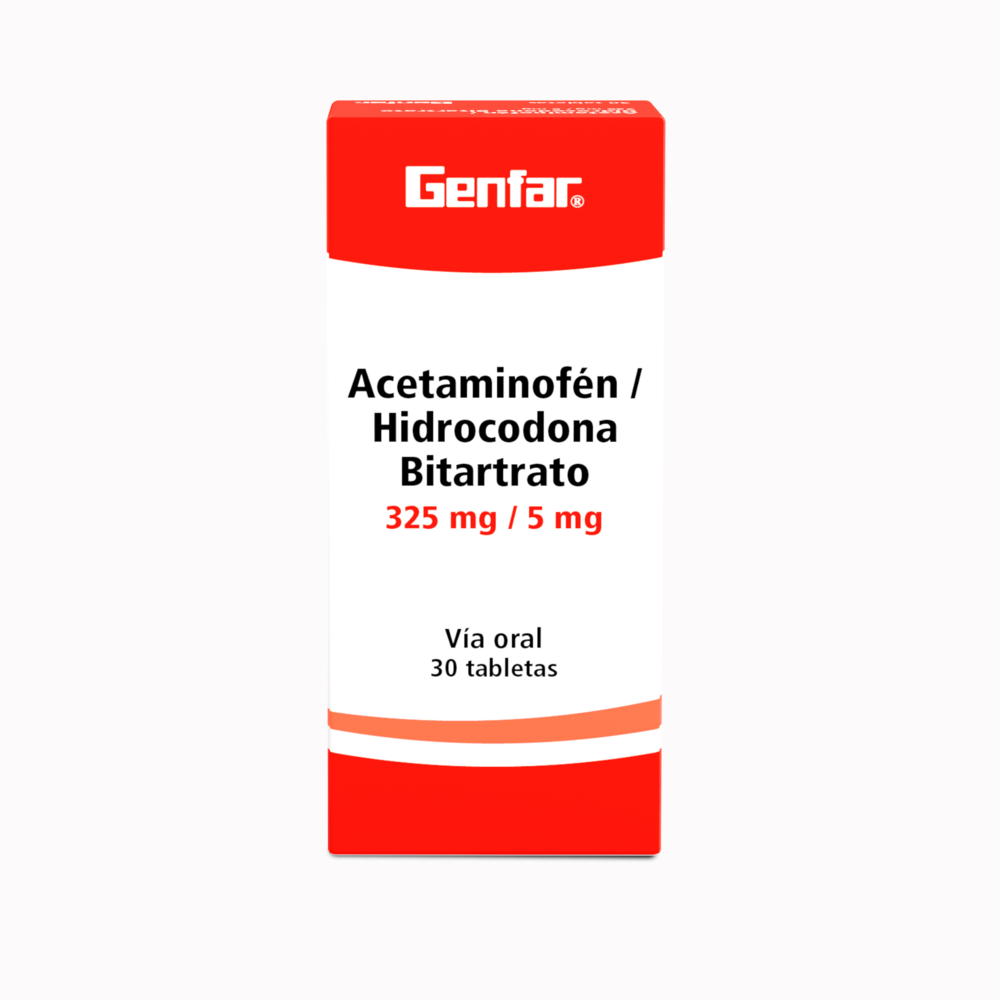 Genfar®
Acetaminofén /
Hidrocodona
Bitartrato
325 mg / 5 mg
Vía oral
30 tabletas